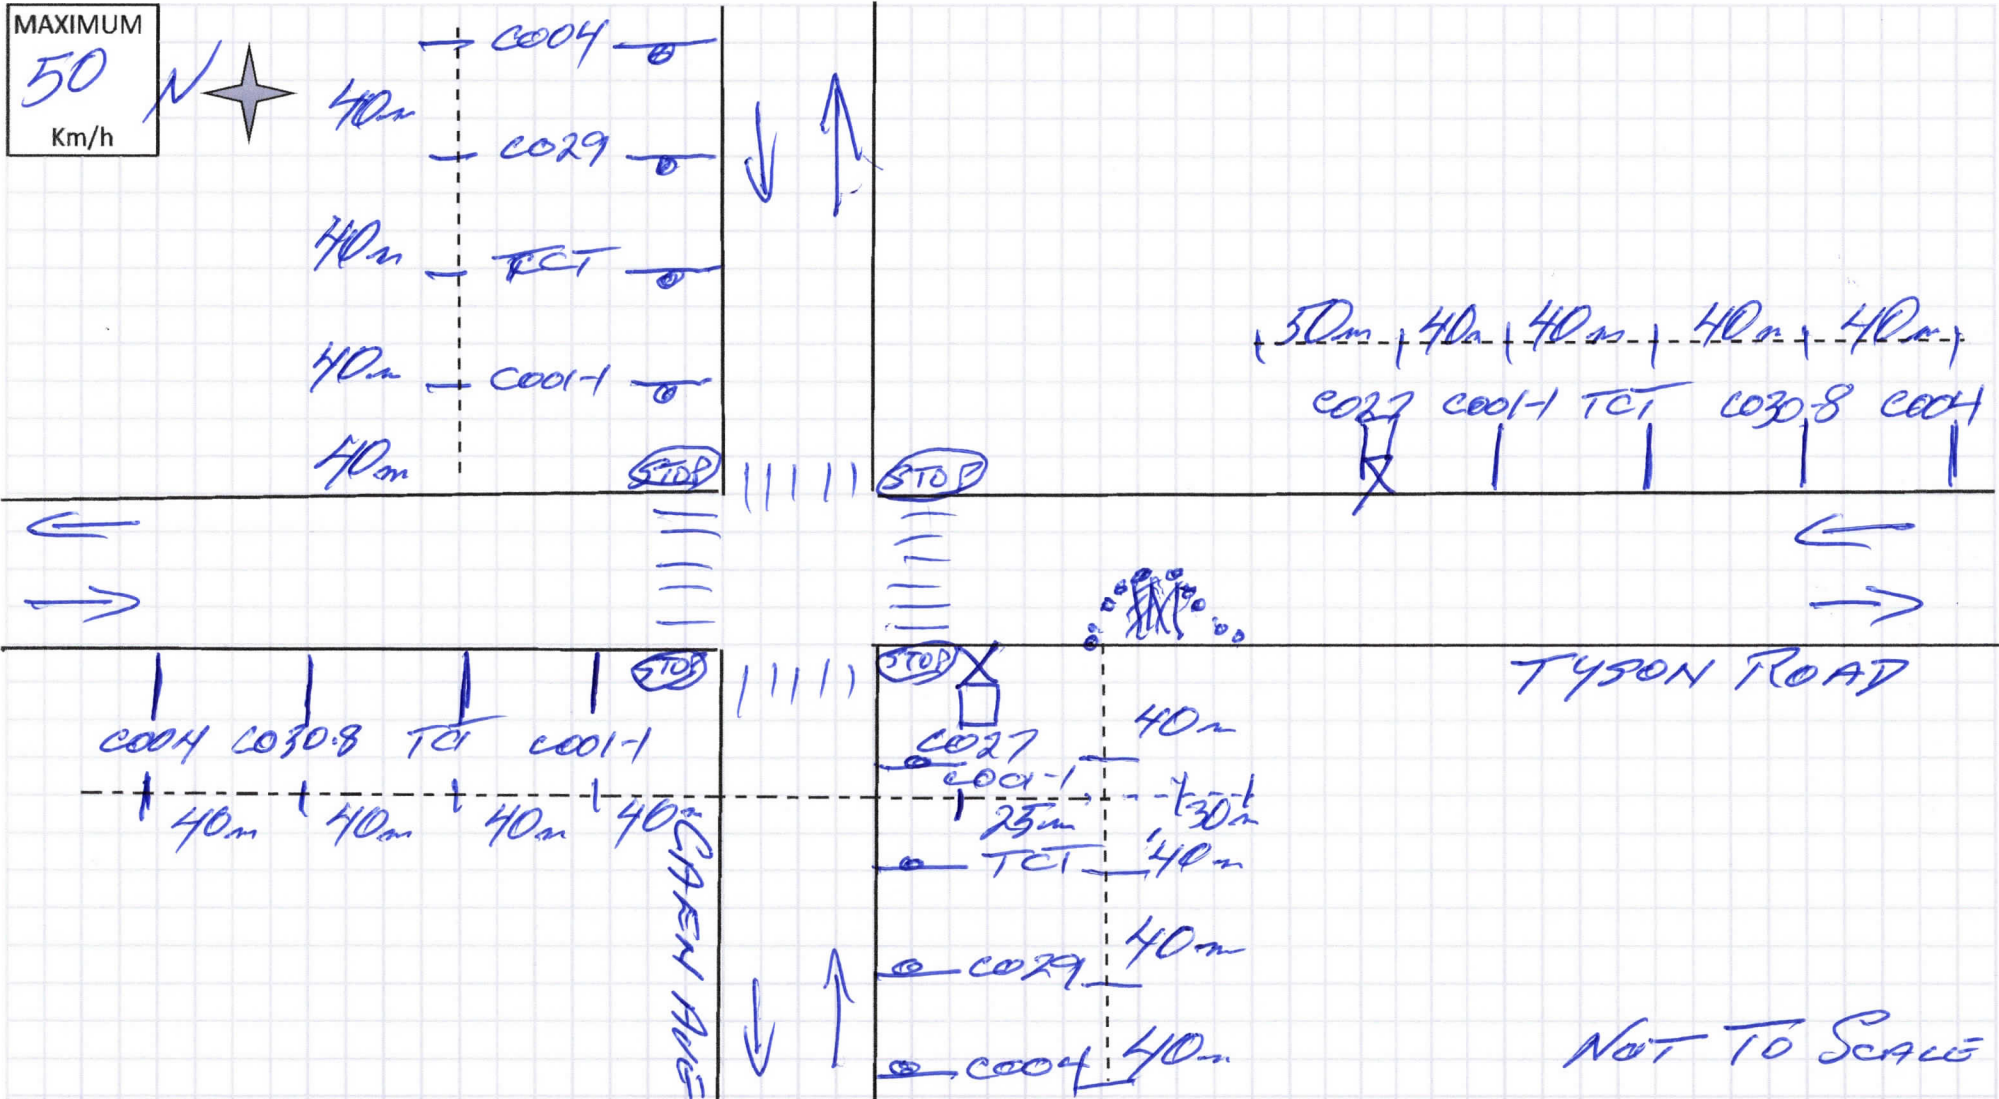 MAXIMUM
50
Km/h
N
C004
40m
C029
40m
TCT
40m
C001-1
40m
STOP
STOP
50m 40m 40m 40m 40m
C027 C001-1 TCT C030-8 C004
STOP
STOP
TYSON ROAD
C004 C030-8 TCT C001-1
40m 40m 40m 40m
CAEN AVE
C027
40m
C001-1
25m
30m
TCT
40m
40m
C029
C004
40m
NOT TO SCALE